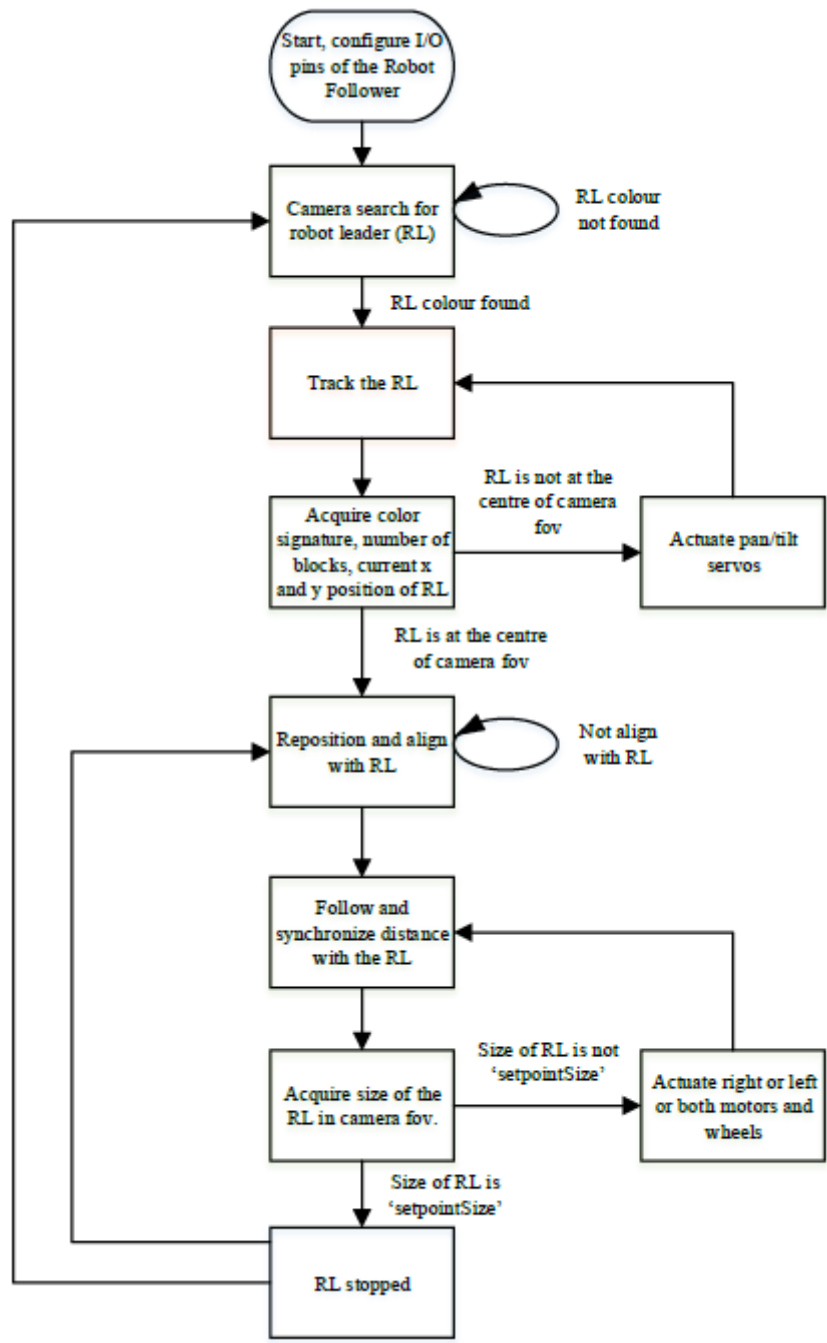 Start, configure I/O
pins of the Robot
Follower
Camera search for
robot leader (RL)
RL colour
not found
RL colour found
Track the RL
RL is not at the
centre of camera
fov
Acquire color
signature, number of
blocks, current x
and y position of RL
Actuate pan/tilt
servos
RL is at the centre
of camera fov
Reposition and align
with RL
Not align
with RL
Follow and
synchronize distance
with the RL
Size of RL is not
‘setpointSize’
Acquire size of the
RL in camera fov.
Actuate right or left
or both motors and
wheels
Size of RL is
‘setpointSize’
RL stopped